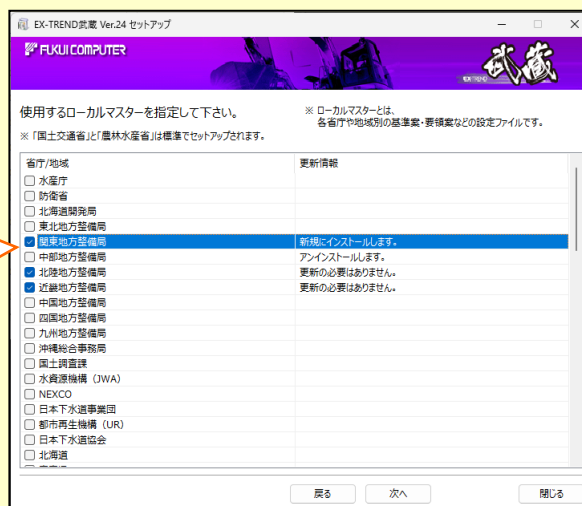 EX-TREND武蔵 Ver.24 セットアップ
FUKUI COMPUTER
EX-TREND 武蔵
使用するローカルマスターを指定して下さい。
※ ローカルマスターとは、
各省庁や地域別の基準案・要領案などの設定ファイルです。
※ 「国土交通省」と「農林水産省」は標準でセットアップされます。
省庁/地域 更新情報
水産庁
防衛省
北海道開発局
東北地方整備局
関東地方整備局 新規にインストールします。
中部地方整備局 アンインストールします。
北陸地方整備局 更新の必要はありません。
近畿地方整備局 更新の必要はありません。
中国地方整備局
四国地方整備局
九州地方整備局
沖縄総合事務局
国土調査課
水資源機構（JWA）
NEXCO
日本下水道事業団
都市再生機構（UR）
日本下水道協会
北海道
戻る 次へ 閉じる